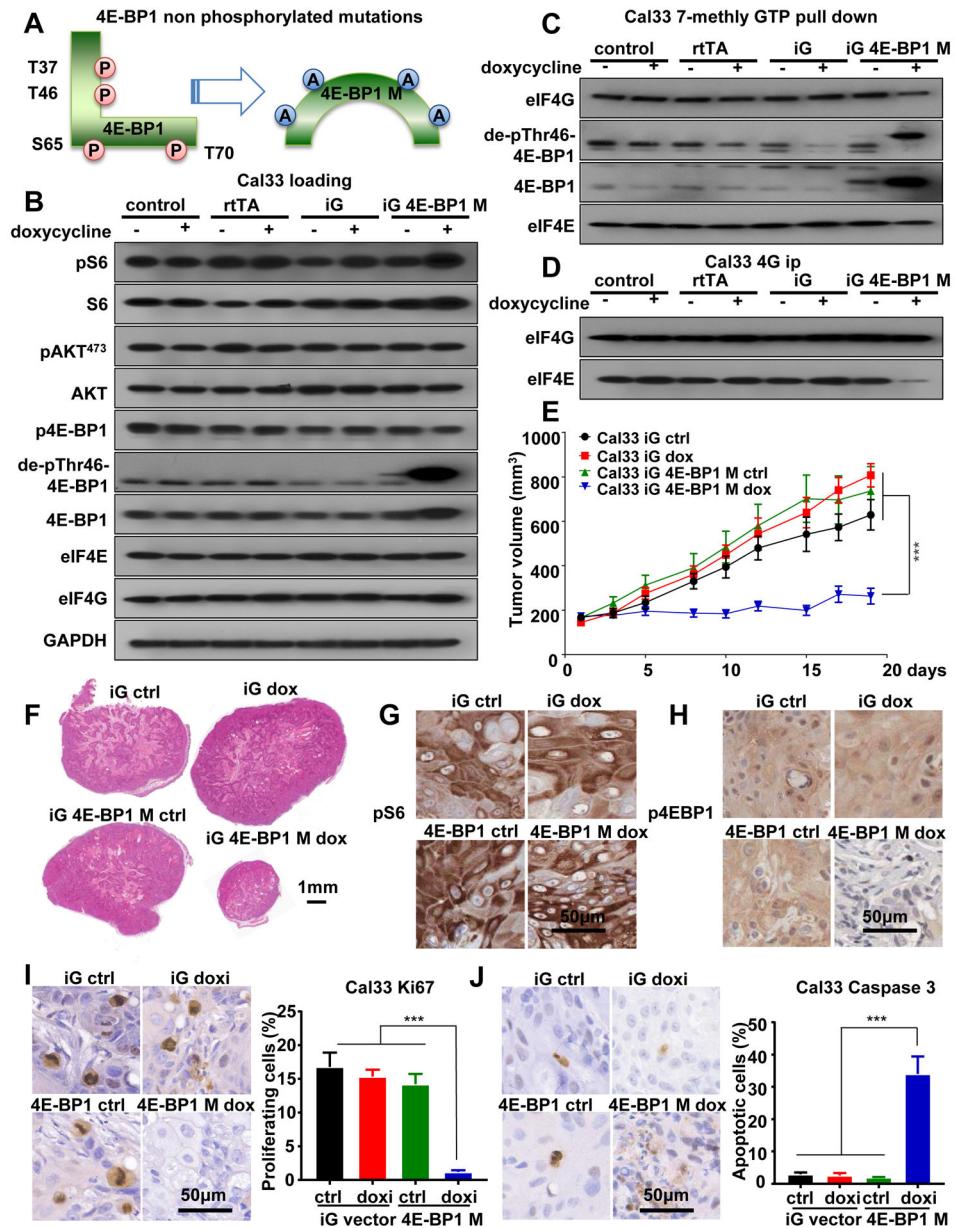 A
4E-BP1 non phosphorylated mutations
T37
P
T46
P
4E-BP1
S65
P
P
T70
A
A
4E-BP1 M
A
A
Cal33 loading
B
control
rtTA
iG
iG 4E-BP1 M
doxycycline
- + - + - + - +
pS6
S6
pAKT⁴⁷³
AKT
p4E-BP1
de-pThr46-
4E-BP1
4E-BP1
eIF4E
eIF4G
GAPDH
Cal33 7-methly GTP pull down
C
control
rtTA
iG
iG 4E-BP1 M
doxycycline
- + - + - + - +
eIF4G
de-pThr46-
4E-BP1
4E-BP1
eIF4E
D
Cal33 4G ip
control
rtTA
iG
iG 4E-BP1 M
doxycycline
- + - + - + - +
eIF4G
eIF4E
E
Tumor volume (mm³)
1000
800
600
400
200
0
Cal33 iG ctrl
Cal33 iG dox
Cal33 iG 4E-BP1 M ctrl
Cal33 iG 4E-BP1 M dox
***
0 5 10 15 20 days
F
iG ctrl
iG dox
iG 4E-BP1 M ctrl
iG 4E-BP1 M dox
1mm
G
iG ctrl
iG dox
pS6
4E-BP1 ctrl
4E-BP1 M dox
50µm
H
iG ctrl
iG dox
p4EBP1
4E-BP1 ctrl
4E-BP1 M dox
50µm
I
iG ctrl
iG doxi
4E-BP1 ctrl
4E-BP1 M dox
50µm
Cal33 Ki67
Proliferating cells (%)
25
20
15
10
5
0
***
ctrl doxi ctrl doxi
iG vector 4E-BP1 M
J
iG ctrl
iG doxi
4E-BP1 ctrl
4E-BP1 M dox
50µm
Cal33 Caspase 3
Apoptotic cells (%)
50
40
30
20
10
0
***
ctrl doxi ctrl doxi
iG vector 4E-BP1 M